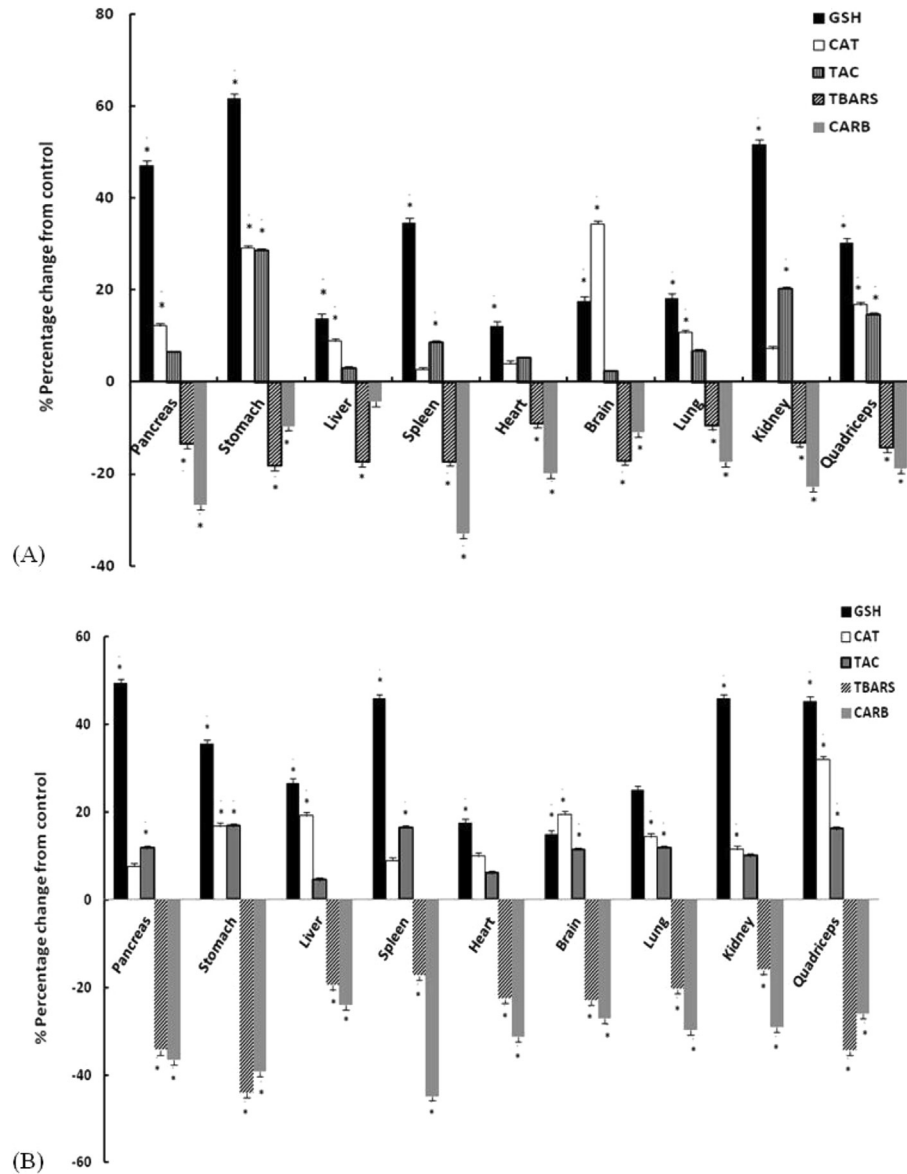 80
60
40
20
0
-20
-40
% Percentage change from control
GSH
CAT
TAC
TBARS
CARB
Pancreas
Stomach
Liver
Spleen
Heart
Brain
Lung
Kidney
Quadriceps
(A)
60
40
20
0
-20
-40
-60
% Percentage change from control
GSH
CAT
TAC
TBARS
CARB
Pancreas
Stomach
Liver
Spleen
Heart
Brain
Lung
Kidney
Quadriceps
(B)